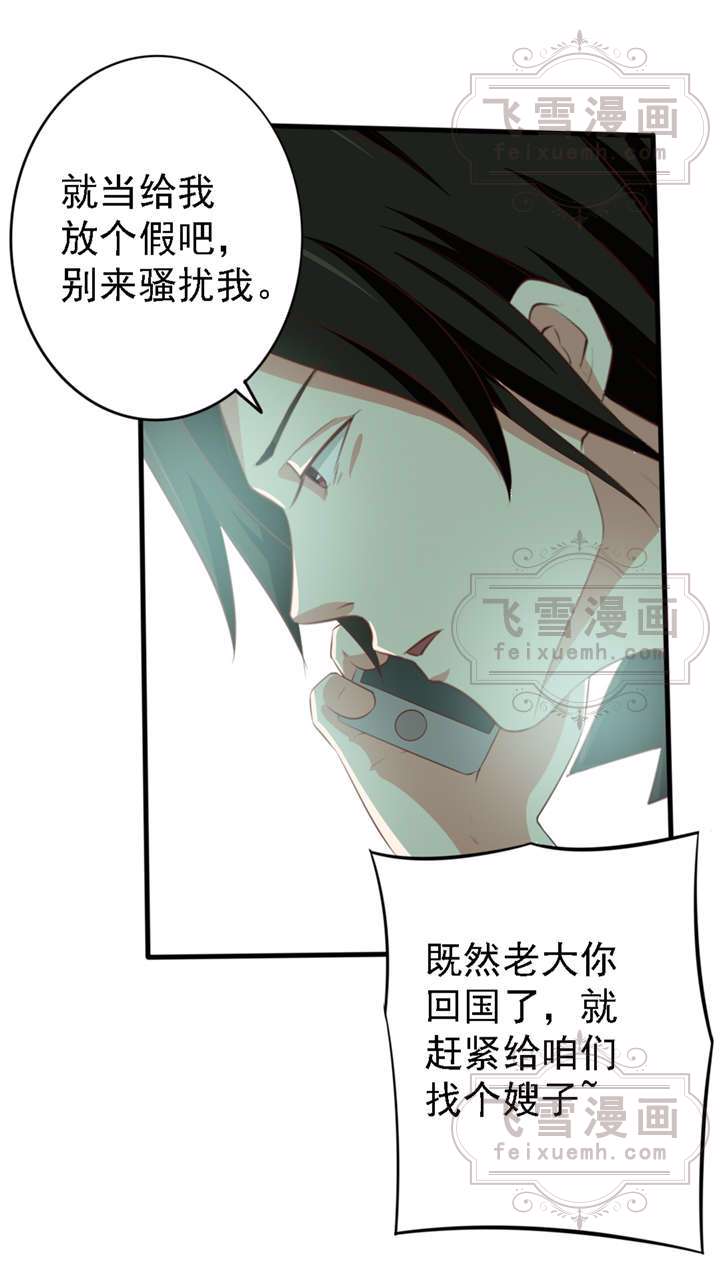 飞雪漫画
feixuemh.com
就当给我
放个假吧，
别来骚扰我。
飞雪漫画
feixuemh.com
既然老大你
回国了，就
赶紧给咱们
找个嫂子~
飞雪漫画
feixuemh.com